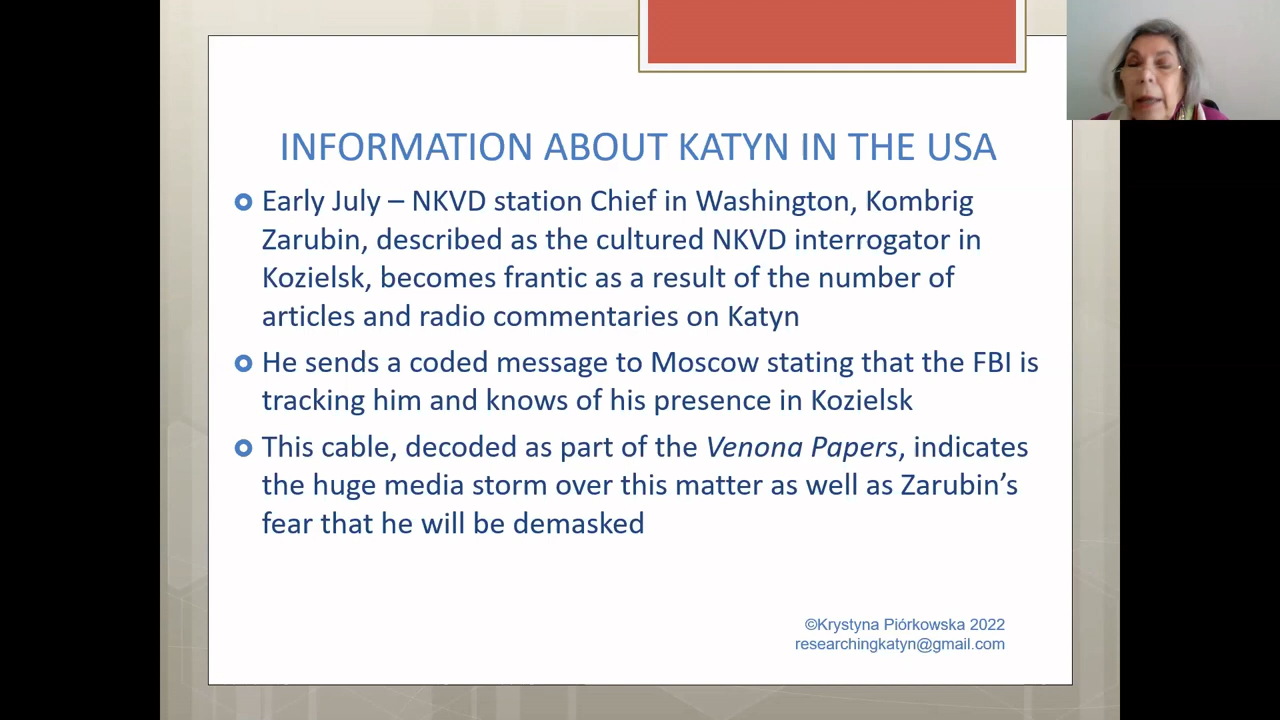 INFORMATION ABOUT KATYN IN THE USA
Early July – NKVD station Chief in Washington, Kombrig
Zarubin, described as the cultured NKVD interrogator in
Kozielsk, becomes frantic as a result of the number of
articles and radio commentaries on Katyn
He sends a coded message to Moscow stating that the FBI is
tracking him and knows of his presence in Kozielsk
This cable, decoded as part of the Venona Papers, indicates
the huge media storm over this matter as well as Zarubin’s
fear that he will be demasked
©Krystyna Piórkowska 2022
researchingkatyn@gmail.com